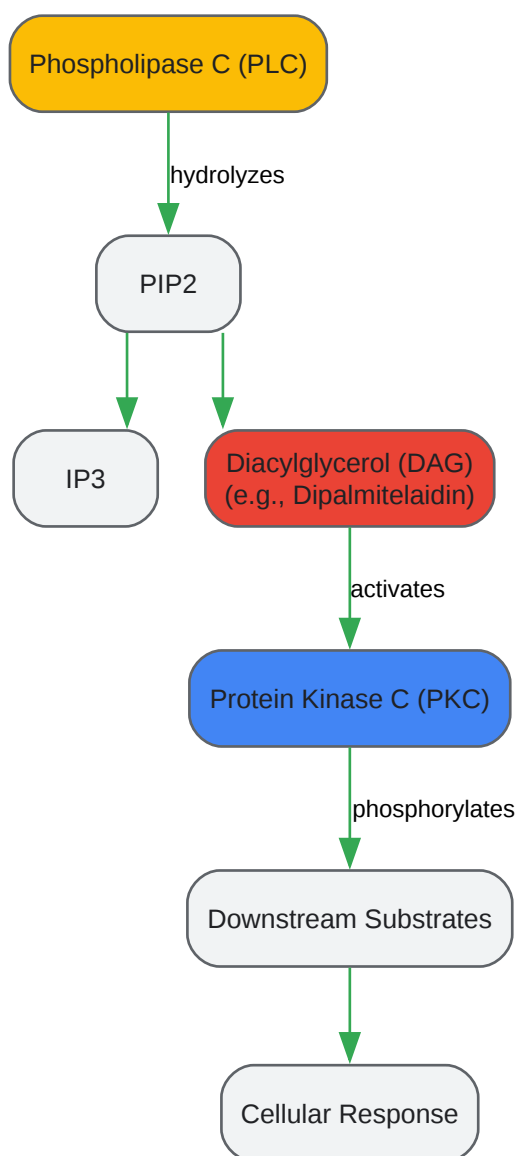 Phospholipase C (PLC)
hydrolyzes
PIP2
IP3
Diacylglycerol (DAG)
(e.g., Dipalmitelaidin)
activates
Protein Kinase C (PKC)
phosphorylates
Downstream Substrates
Cellular Response